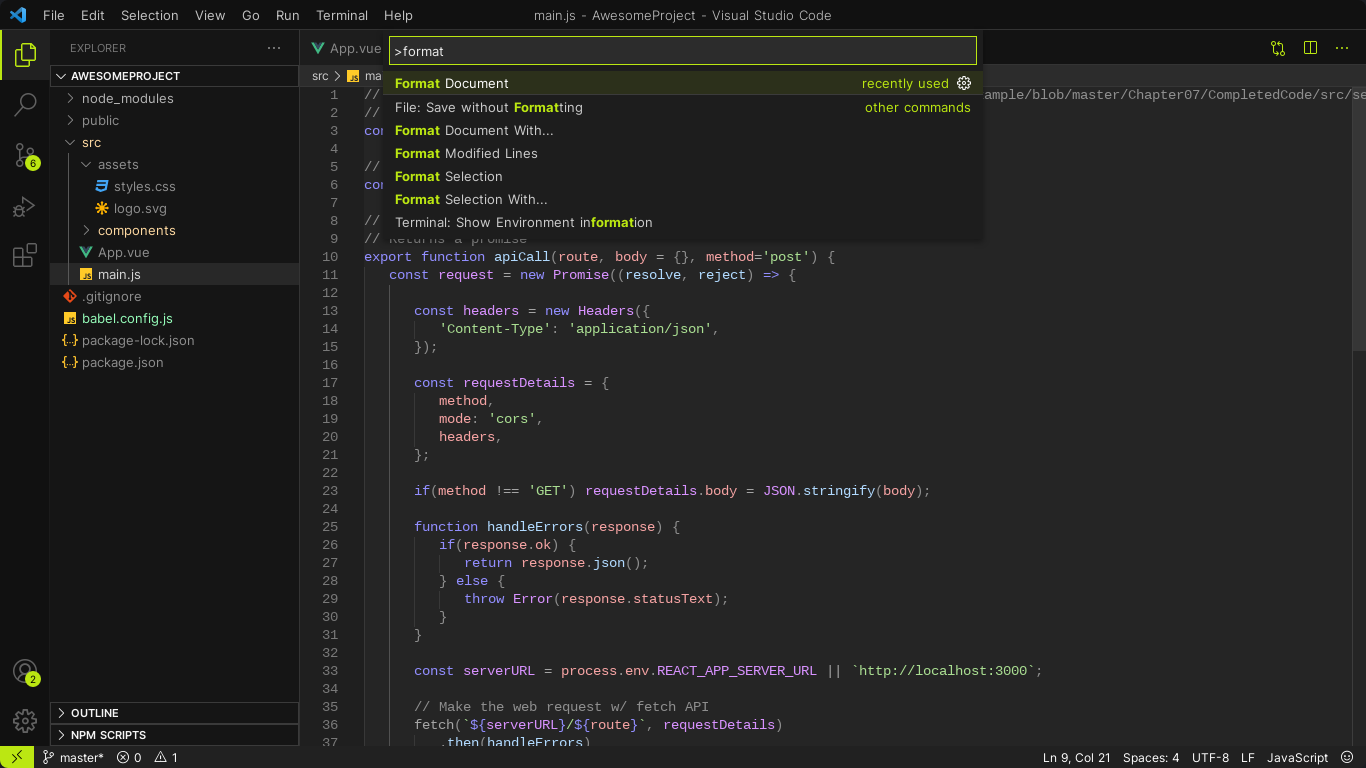 File Edit Selection View Go Run Terminal Help
main.js - AwesomeProject - Visual Studio Code
EXPLORER
AWESOMEPROJECT
node_modules
public
src
assets
styles.css
logo.svg
components
App.vue
JS main.js
.gitignore
JS babel.config.js
{..} package-lock.json
{..} package.json
OUTLINE
NPM SCRIPTS
6
2
App.vue
>format
Format Document recently used
File: Save without Formatting other commands
Format Document With...
Format Modified Lines
Format Selection
Format Selection With...
Terminal: Show Environment information
src JS
1 // ample/blob/master/Chapter07/CompletedCode/src/se
2 //
3
4
5 //
6
7
8 //
9 // Returns a promise
10 export function apiCall(route, body = {}, method='post') {
11 const request = new Promise((resolve, reject) => {
12
13 const headers = new Headers({
14 'Content-Type': 'application/json',
15 });
16
17 const requestDetails = {
18 method,
19 mode: 'cors',
20 headers,
21 };
22
23 if(method !== 'GET') requestDetails.body = JSON.stringify(body);
24
25 function handleErrors(response) {
26 if(response.ok) {
27 return response.json();
28 } else {
29 throw Error(response.statusText);
30 }
31 }
32
33 const serverURL = process.env.REACT_APP_SERVER_URL || `http://localhost:3000`;
34
35 // Make the web request w/ fetch API
36 fetch(`${serverURL}/${route}`, requestDetails)
37 .then(handleErrors)
master* 0 1
Ln 9, Col 21 Spaces: 4 UTF-8 LF JavaScript